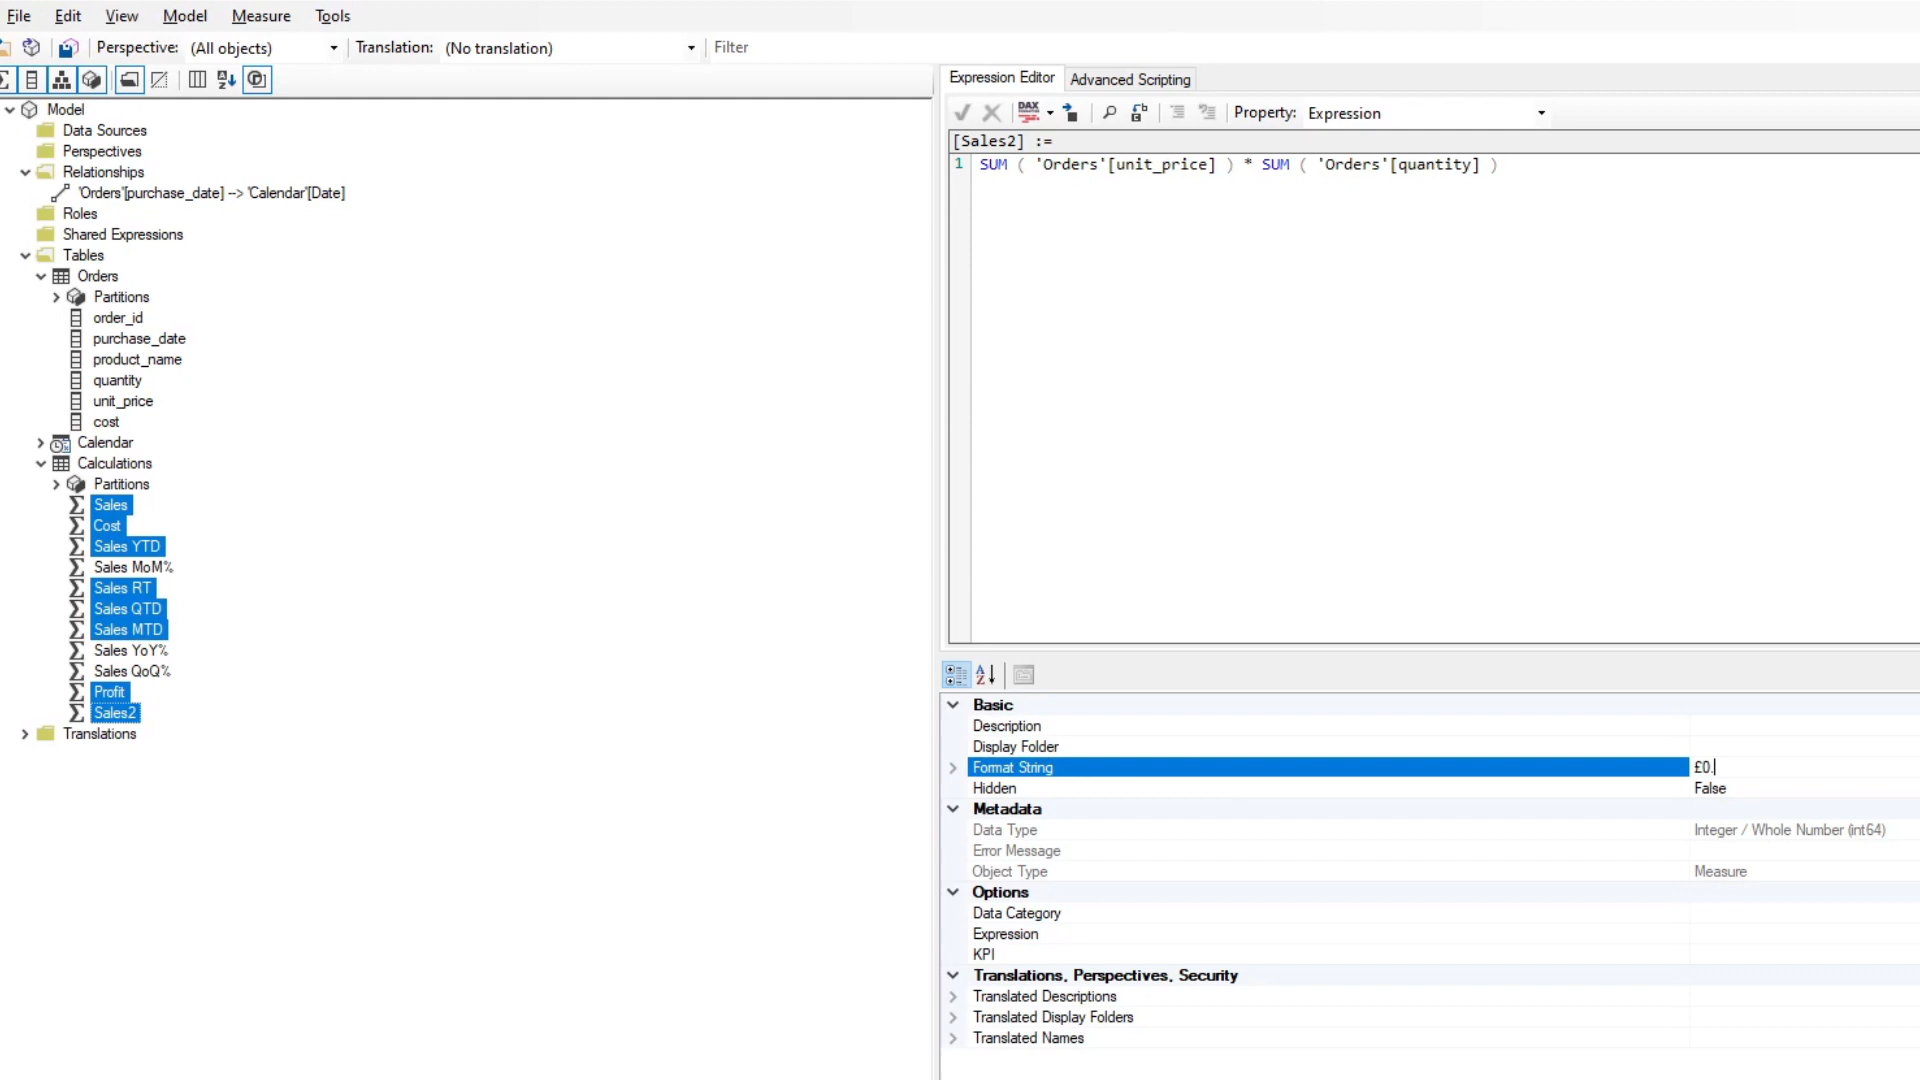 File Edit View Model Measure Tools
Perspective: (All objects) Translation: (No translation) Filter
Expression Editor Advanced Scripting
DAX Property: Expression
[Sales2] :=
1 SUM ( 'Orders'[unit_price] ) * SUM ( 'Orders'[quantity] )
Model
Data Sources
Perspectives
Relationships
'Orders'[purchase_date] --> 'Calendar'[Date]
Roles
Shared Expressions
Tables
Orders
Partitions
order_id
purchase_date
product_name
quantity
unit_price
cost
Calendar
Calculations
Partitions
Sales
Cost
Sales YTD
Sales MoM%
Sales RT
Sales QTD
Sales MTD
Sales YoY%
Sales QoQ%
Profit
Sales2
Translations
Basic
Description
Display Folder
Format String £0.
Hidden False
Metadata
Data Type Integer / Whole Number (int64)
Error Message
Object Type Measure
Options
Data Category
Expression
KPI
Translations, Perspectives, Security
Translated Descriptions
Translated Display Folders
Translated Names